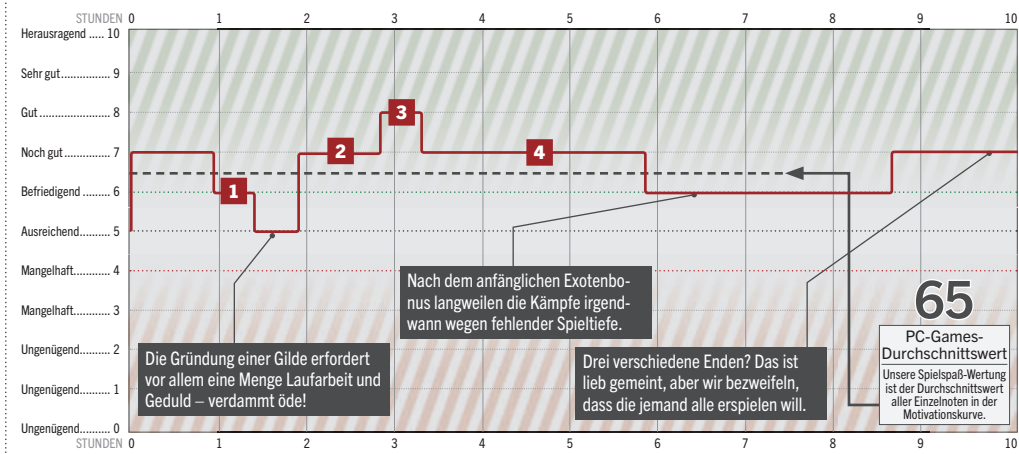 STUNDEN 0 1 2 3 4 5 6 7 8 9 10
Herausragend ..... 10
Sehr gut............... 9
Gut....................... 8
Noch gut............... 7
Befriedigend ........ 6
Ausreichend......... 5
Mangelhaft........... 4
Mangelhaft........... 3
Ungenügend......... 2
Ungenügend......... 1
Ungenügend......... 0
1
2
3
4
Die Gründung einer Gilde erfordert
vor allem eine Menge Laufarbeit und
Geduld – verdammt öde!
Nach dem anfänglichen Exotenbo-
nus langweilen die Kämpfe irgend-
wann wegen fehlender Spieltiefe.
Drei verschiedene Enden? Das ist
lieb gemeint, aber wir bezweifeln,
dass die jemand alle erspielen will.
65
PC-Games-
Durchschnittswert
Unsere Spielspaß-Wertung
ist der Durchschnittswert
aller Einzelnoten in der
Motivationskurve.
STUNDEN 0 1 2 3 4 5 6 7 8 9 10